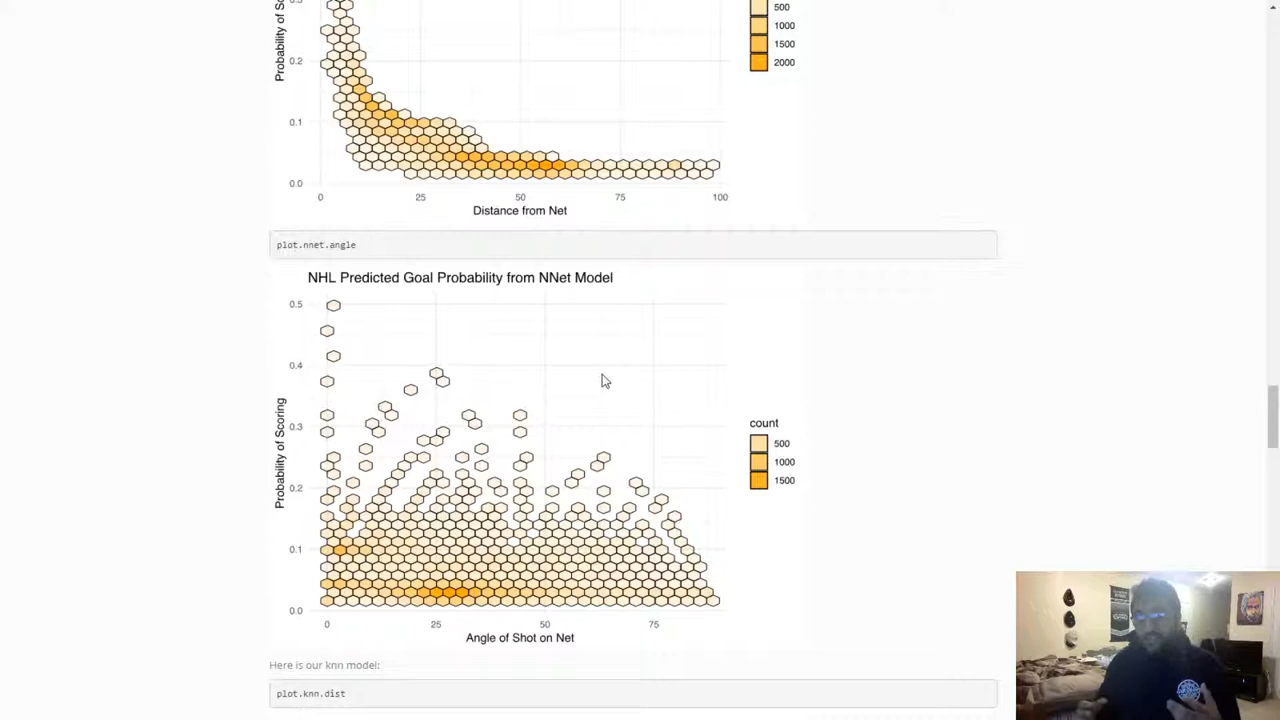 0.3
Probability of Sc
0.2
0.1
0.0
0
25
50
75
100
Distance from Net
500
1000
1500
2000
plot.nnet.angle
NHL Predicted Goal Probability from NNet Model
0.5
0.4
0.3
0.2
0.1
0.0
Probability of Scoring
0
25
50
75
Angle of Shot on Net
count
500
1000
1500
Here is our knn model:
plot.knn.dist